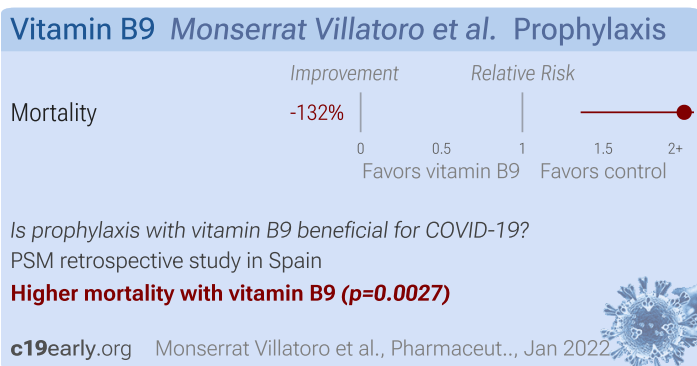 Vitamin B9 Monserrat Villatoro et al. Prophylaxis
Improvement Relative Risk
Mortality -132%
0 0.5 1 1.5 2+
Favors vitamin B9 Favors control
Is prophylaxis with vitamin B9 beneficial for COVID-19?
PSM retrospective study in Spain
Higher mortality with vitamin B9 (p=0.0027)
c19early.org Monserrat Villatoro et al., Pharmaceut.., Jan 2022